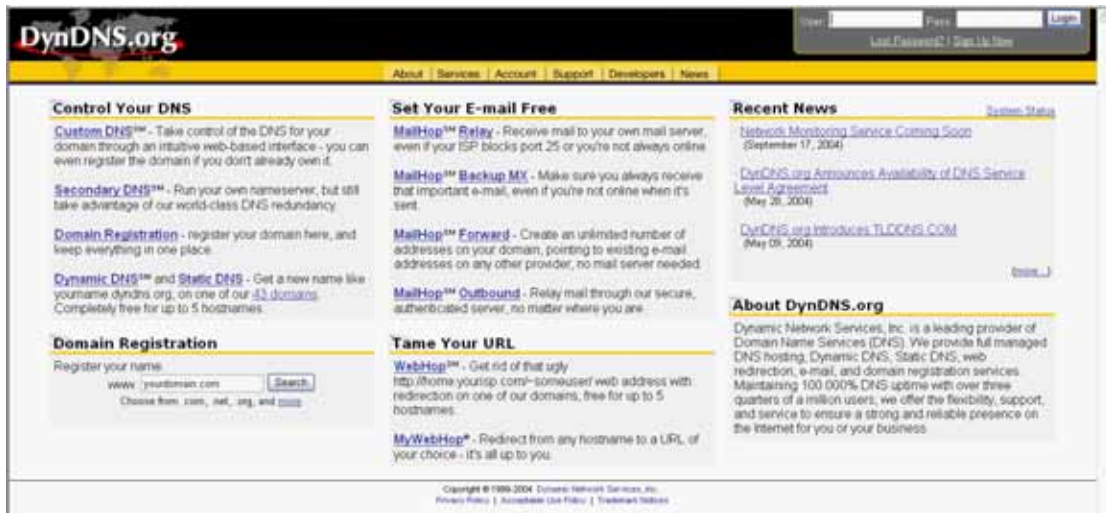 DynDNS.org
User: Pass: Login
Lost Password? | Sign Up Now
About | Services | Account | Support | Developers | News
Control Your DNS
Custom DNS℠ - Take control of the DNS for your
domain through an intuitive web-based interface - you can
even register the domain if you don't already own it.
Secondary DNS℠ - Run your own nameserver, but still
take advantage of our world-class DNS redundancy.
Domain Registration - register your domain here, and
keep everything in one place.
Dynamic DNS℠ and Static DNS - Get a new name like
yourname.dyndns.org, on one of our 43 domains.
Completely free for up to 5 hostnames.
Domain Registration
Register your name:
www. yourdomain.com Search
Choose from .com, .net, .org, and more
Set Your E-mail Free
MailHop℠ Relay - Receive mail to your own mail server,
even if your ISP blocks port 25 or you're not always online.
MailHop℠ Backup MX - Make sure you always receive
that important e-mail, even if you're not online when it's
sent.
MailHop℠ Forward - Create an unlimited number of
addresses on your domain, pointing to existing e-mail
addresses on any other provider, no mail server needed.
MailHop℠ Outbound - Relay mail through our secure,
authenticated server, no matter where you are.
Tame Your URL
WebHop℠ - Get rid of that ugly
http://home.yourisp.com/~someuser/ web address with
redirection on one of our domains, free for up to 5
hostnames.
MyWebHop® - Redirect from any hostname to a URL of
your choice - it's all up to you.
Recent News System Status
Network Monitoring Service Coming Soon
(September 17, 2004)
DynDNS.org Announces Availability of DNS Service
Level Agreement
(May 28, 2004)
DynDNS.org Introduces TLDDNS.COM
(May 09, 2004)
[more...]
About DynDNS.org
Dynamic Network Services, Inc. is a leading provider of
Domain Name Services (DNS). We provide full managed
DNS hosting, Dynamic DNS, Static DNS, web
redirection, e-mail, and domain registration services.
Maintaining 100.000% DNS uptime with over three
quarters of a million users, we offer the flexibility, support,
and service to ensure a strong and reliable presence on
the Internet for you or your business.
Copyright © 1999-2004 Dynamic Network Services, Inc.
Privacy Policy | Acceptable Use Policy | Trademark Notices